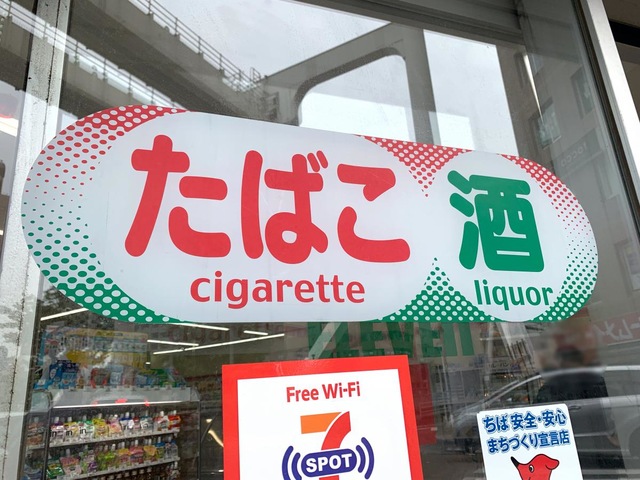 たばこ
cigarette
酒
liquor
Free Wi-Fi
7
SPOT
ちば 安全・安心
まちづくり宣言店